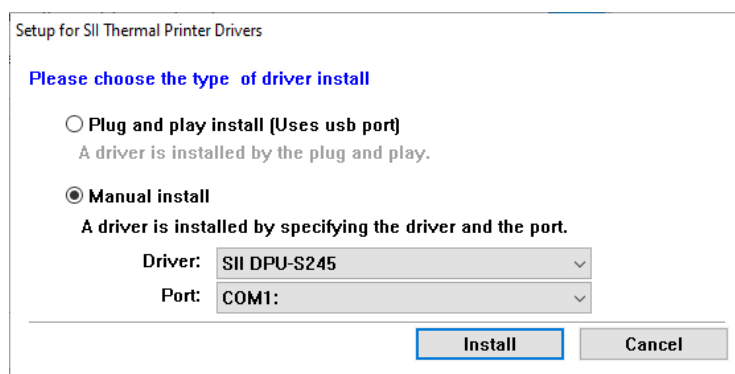 Setup for SII Thermal Printer Drivers
Please choose the type of driver install
Plug and play install (Uses usb port)
A driver is installed by the plug and play.
Manual install
A driver is installed by specifying the driver and the port.
Driver: SII DPU-S245
Port: COM1:
Install Cancel